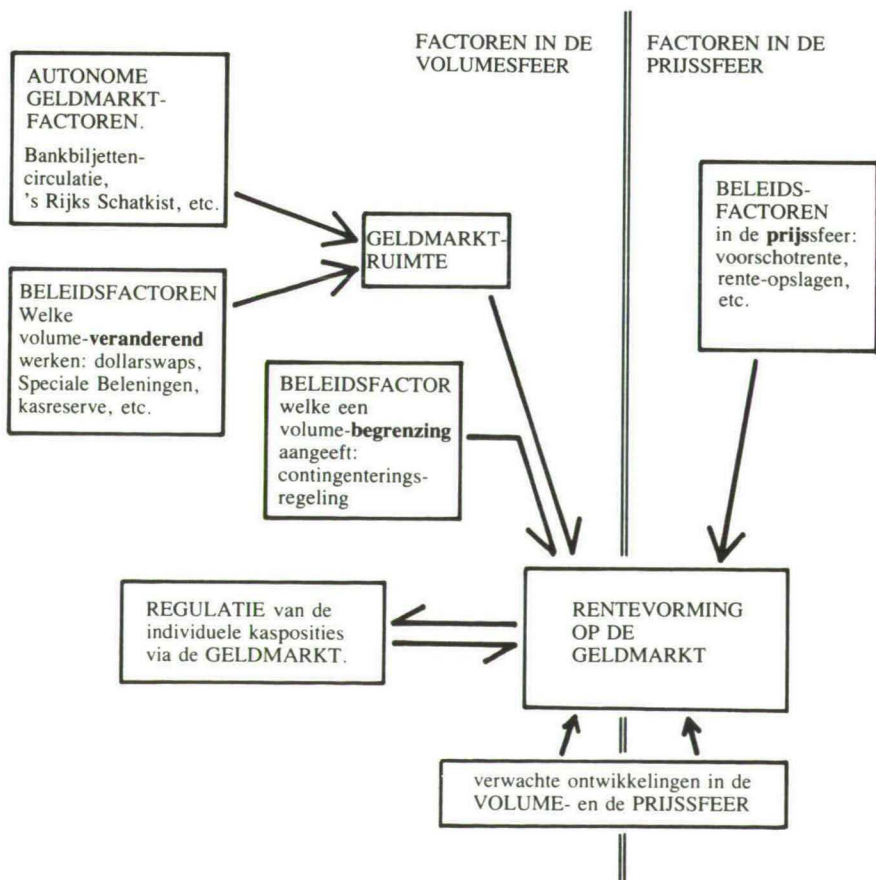 FACTOREN IN DE
VOLUMESFEER
FACTOREN IN DE
PRIJSSFEER
AUTONOME
GELDMARKT-
FACTOREN.
Bankbiljetten-
circulatie,
's Rijks Schatkist, etc.
GELDMARKT-
RUIMTE
BELEIDS-
FACTOREN
in de prijssfeer:
voorschotrente,
rente-opslagen,
etc.
BELEIDSFACTOREN
Welke
volume-veranderend
werken: dollarswaps,
Speciale Beleningen,
kasreserve, etc.
BELEIDSFACTOR
welke een
volume-begrenzing
aangeeft:
contingenterings-
regeling
REGULATIE van de
individuele kasposities
via de GELDMARKT.
RENTEVORMING
OP DE
GELDMARKT
verwachte ontwikkelingen in de
VOLUME- en de PRIJSSFEER